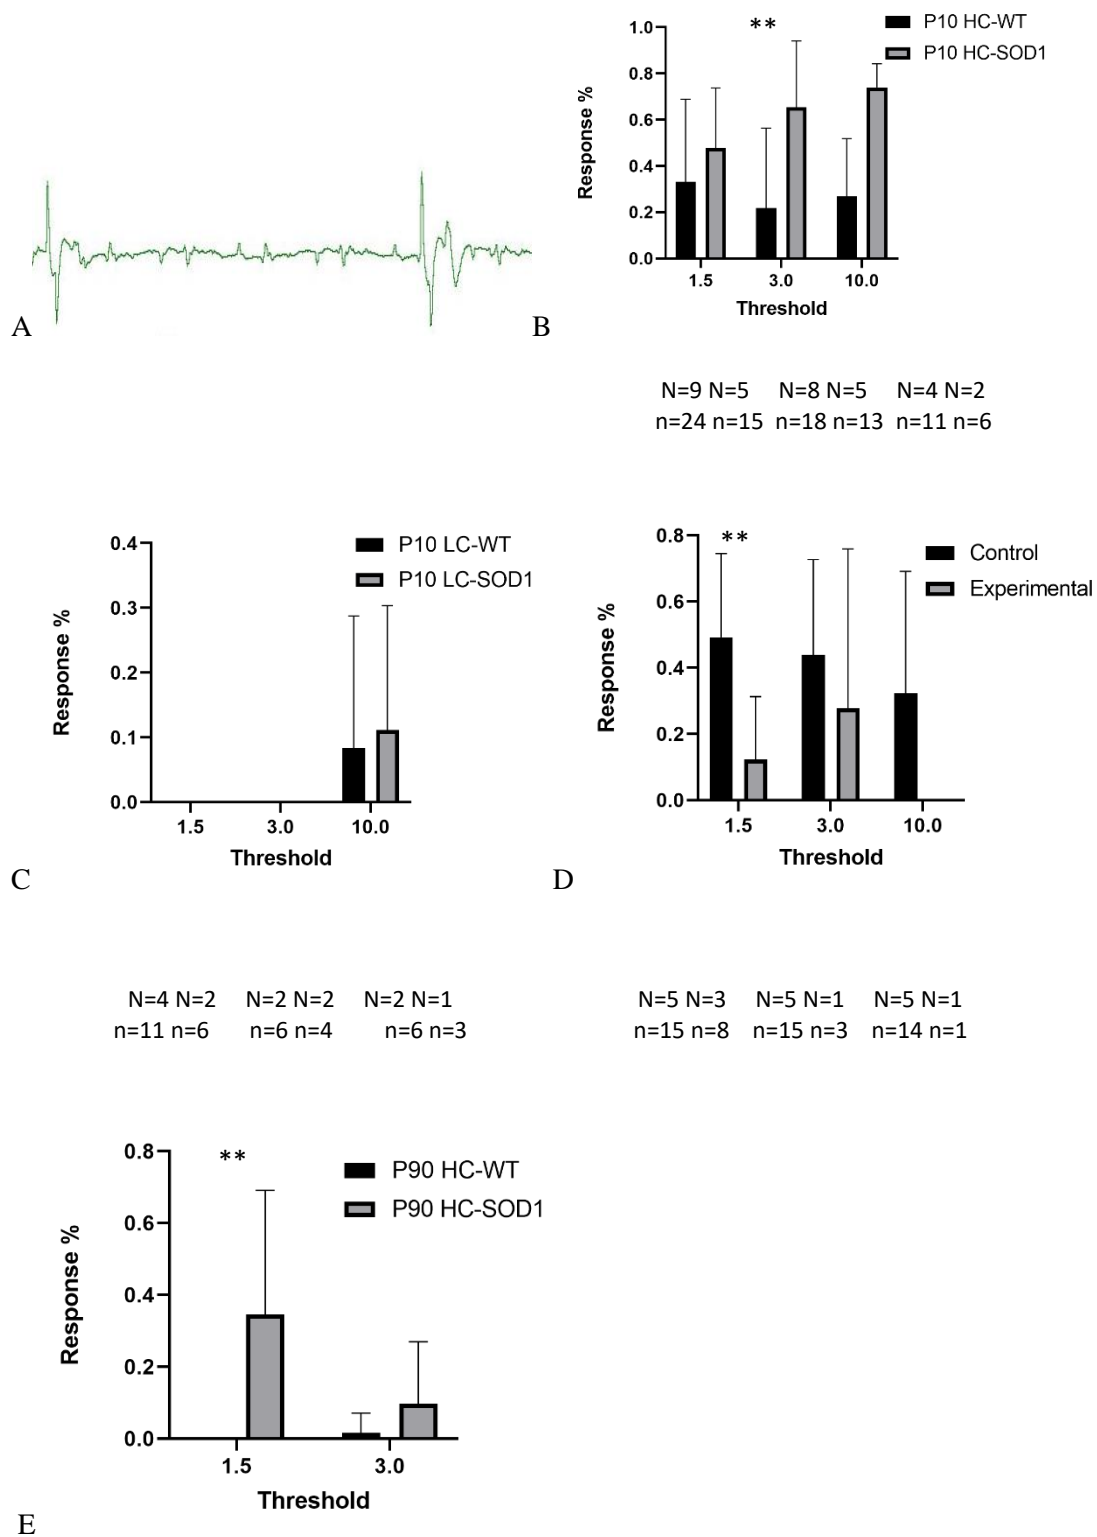 A
B
**
P10 HC-WT
P10 HC-SOD1
Response %
1.0
0.8
0.6
0.4
0.2
0.0
1.5 3.0 10.0
Threshold
N=9 N=5 N=8 N=5 N=4 N=2
n=24 n=15 n=18 n=13 n=11 n=6
C
P10 LC-WT
P10 LC-SOD1
Response %
0.4
0.3
0.2
0.1
0.0
1.5 3.0 10.0
Threshold
D
**
Control
Experimental
Response %
0.8
0.6
0.4
0.2
0.0
1.5 3.0 10.0
Threshold
N=4 N=2 N=2 N=2 N=2 N=1
n=11 n=6 n=6 n=4 n=6 n=3
N=5 N=3 N=5 N=1 N=5 N=1
n=15 n=8 n=15 n=3 n=14 n=1
E
**
P90 HC-WT
P90 HC-SOD1
Response %
0.8
0.6
0.4
0.2
0.0
1.5 3.0
Threshold